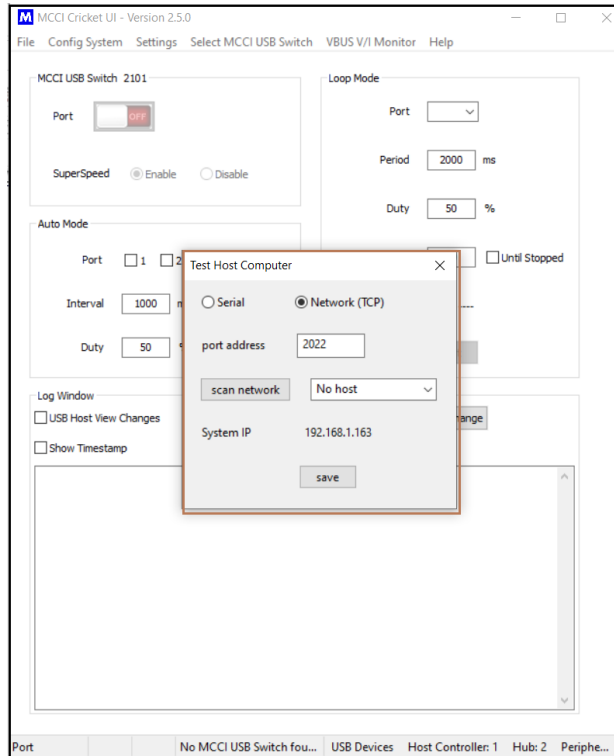 M MCCI Cricket UI - Version 2.5.0
File Config System Settings Select MCCI USB Switch VBUS V/I Monitor Help
MCCI USB Switch 2101
Port OFF
SuperSpeed Enable Disable
Loop Mode
Port
Period 2000 ms
Duty 50 %
Until Stopped
Auto Mode
Port 1 2
Interval 1000
Duty 50
Test Host Computer
Serial Network (TCP)
port address 2022
scan network No host
System IP 192.168.1.163
save
Log Window
USB Host View Changes
Show Timestamp
Port No MCCI USB Switch fou... USB Devices Host Controller: 1 Hub: 2 Periphe...